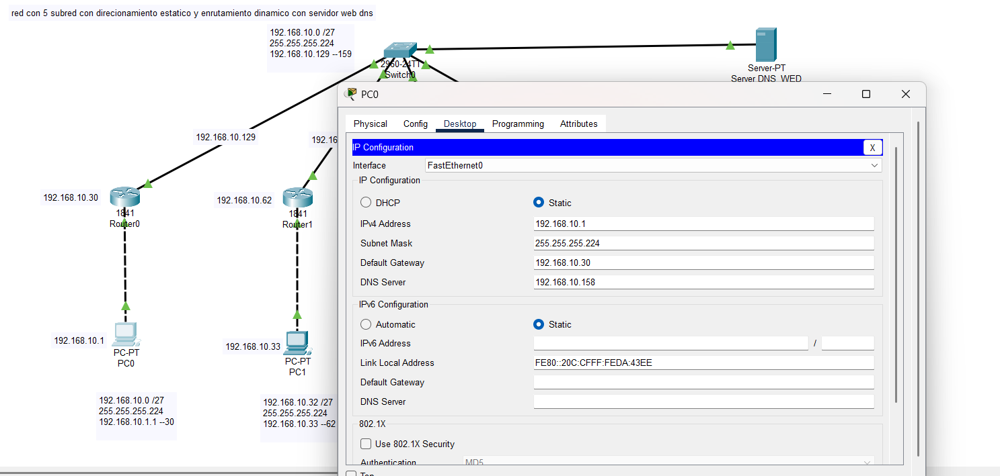 red con 5 subred con direcionamiento estatico y enrutamiento dinamico con servidor web dns
192.168.10.0 /27
255.255.255.224
192.168.10.129 --159
2960-24TT
Switch0
Server-PT
Server DNS WED
192.168.10.129
192.16
192.168.10.30
1841
Router0
192.168.10.62
1841
Router1
192.168.10.1
PC-PT
PC0
192.168.10.33
PC-PT
PC1
192.168.10.0 /27
255.255.255.224
192.168.10.1.1 --30
192.168.10.32 /27
255.255.255.224
192.168.10.33 --62
PC0
Physical Config Desktop Programming Attributes
IP Configuration X
Interface FastEthernet0
IP Configuration
DHCP Static
IPv4 Address 192.168.10.1
Subnet Mask 255.255.255.224
Default Gateway 192.168.10.30
DNS Server 192.168.10.158
IPv6 Configuration
Automatic Static
IPv6 Address /
Link Local Address FE80::20C:CFFF:FEDA:43EE
Default Gateway
DNS Server
802.1X
Use 802.1X Security
Authentication MD5
Top